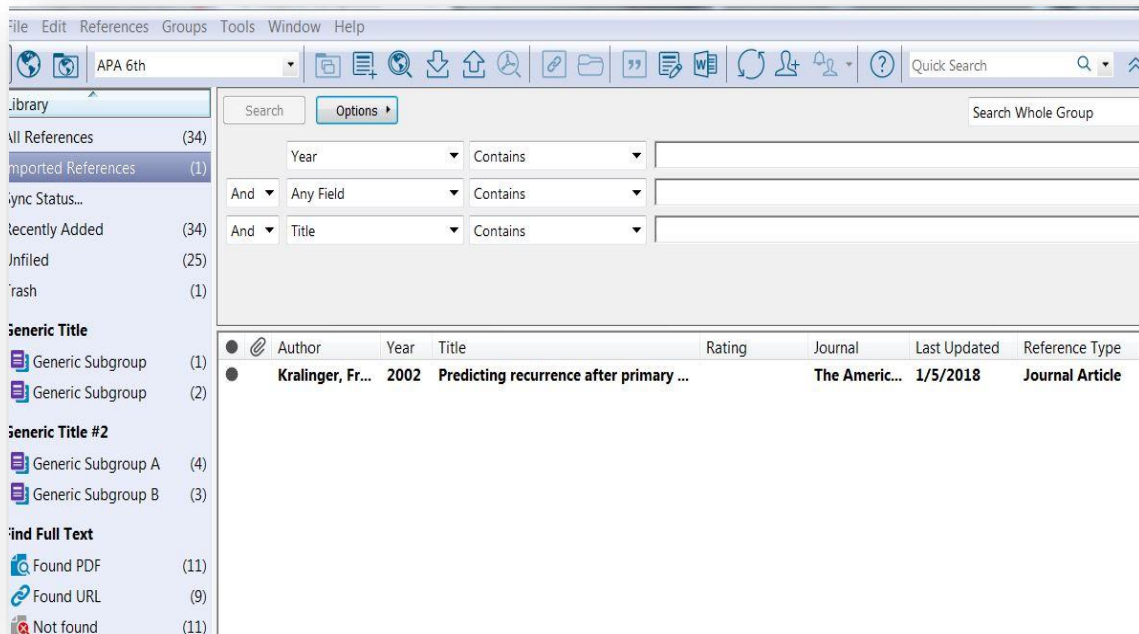 File Edit References Groups Tools Window Help
APA 6th Quick Search
Library
All References (34)
Imported References (1)
Sync Status...
Recently Added (34)
Unfiled (25)
Trash (1)
Generic Title
Generic Subgroup (1)
Generic Subgroup (2)
Generic Title #2
Generic Subgroup A (4)
Generic Subgroup B (3)
Find Full Text
Found PDF (11)
Found URL (9)
Not found (11)
Search Options Search Whole Group
Year Contains
And Any Field Contains
And Title Contains
Author Year Title Rating Journal Last Updated Reference Type
Kralinger, Fr... 2002 Predicting recurrence after primary ... The Americ... 1/5/2018 Journal Article